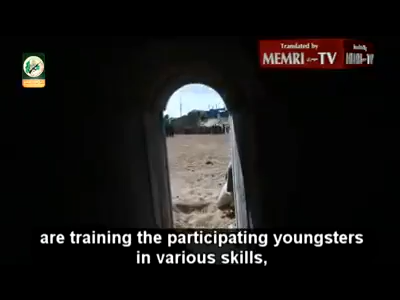 Translated by
MEMRI TV
are training the participating youngsters
in various skills,